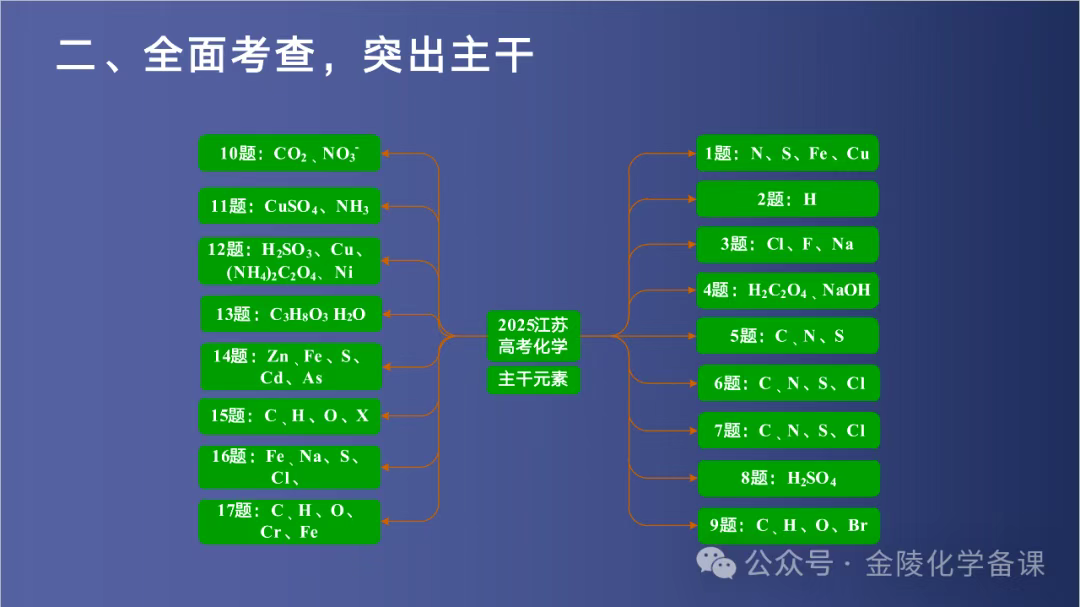 二、全面考查，突出主干
10题：CO₂、NO₃⁻
11题：CuSO₄、NH₃
12题：H₂SO₃、Cu、
(NH₄)₂C₂O₄、Ni
13题：C₃H₈O₃ H₂O
14题：Zn、Fe、S、
Cd、As
15题：C、H、O、X
16题：Fe、Na、S、
Cl、
17题：C、H、O、
Cr、Fe
2025江苏
高考化学
主干元素
1题：N、S、Fe、Cu
2题：H
3题：Cl、F、Na
4题：H₂C₂O₄、NaOH
5题：C、N、S
6题：C、N、S、Cl
7题：C、N、S、Cl
8题：H₂SO₄
9题：C、H、O、Br
公众号·金陵化学备课